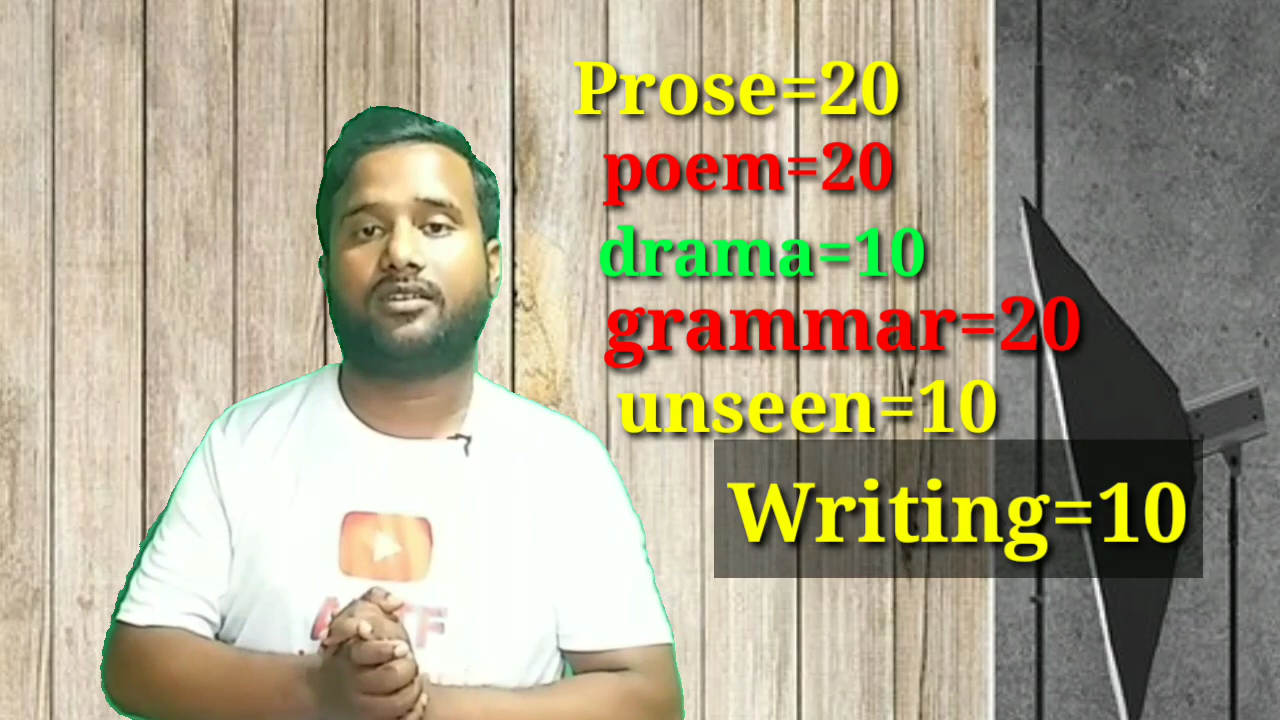 Prose=20
poem=20
drama=10
grammar=20
unseen=10
Writing=10